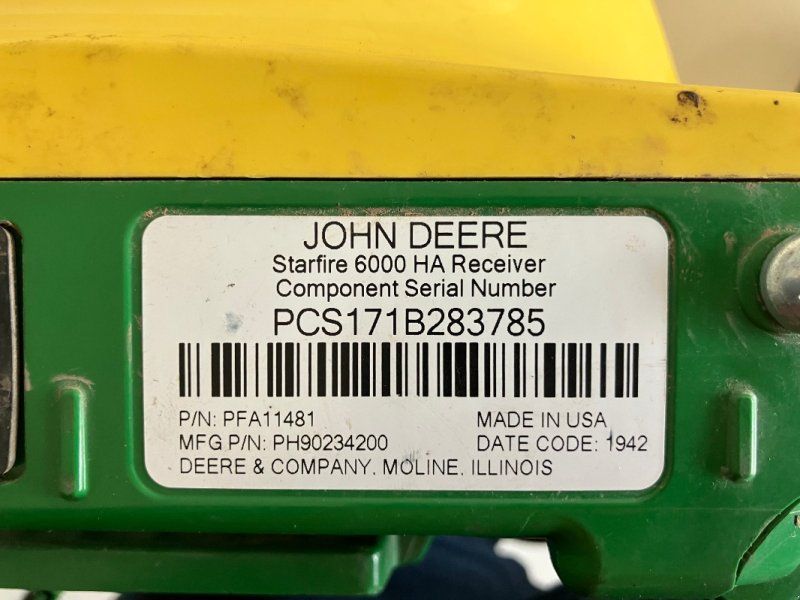 JOHN DEERE
Starfire 6000 HA Receiver
Component Serial Number
PCS171B283785
P/N: PFA11481 MADE IN USA
MFG P/N: PH90234200 DATE CODE: 1942
DEERE & COMPANY, MOLINE, ILLINOIS